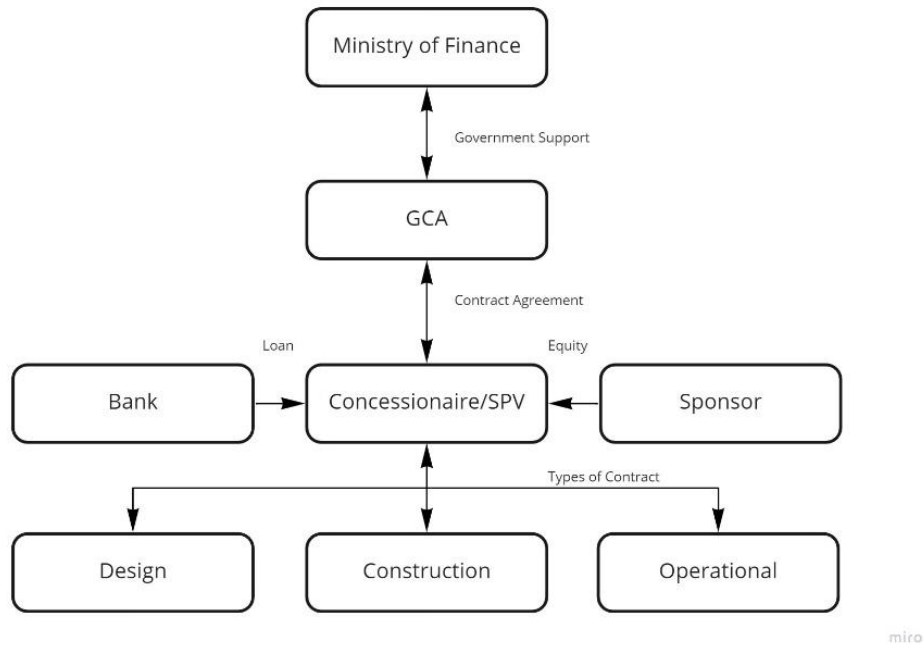 Ministry of Finance
Government Support
GCA
Contract Agreement
Loan
Equity
Bank
Concessionaire/SPV
Sponsor
Types of Contract
Design
Construction
Operational
miro